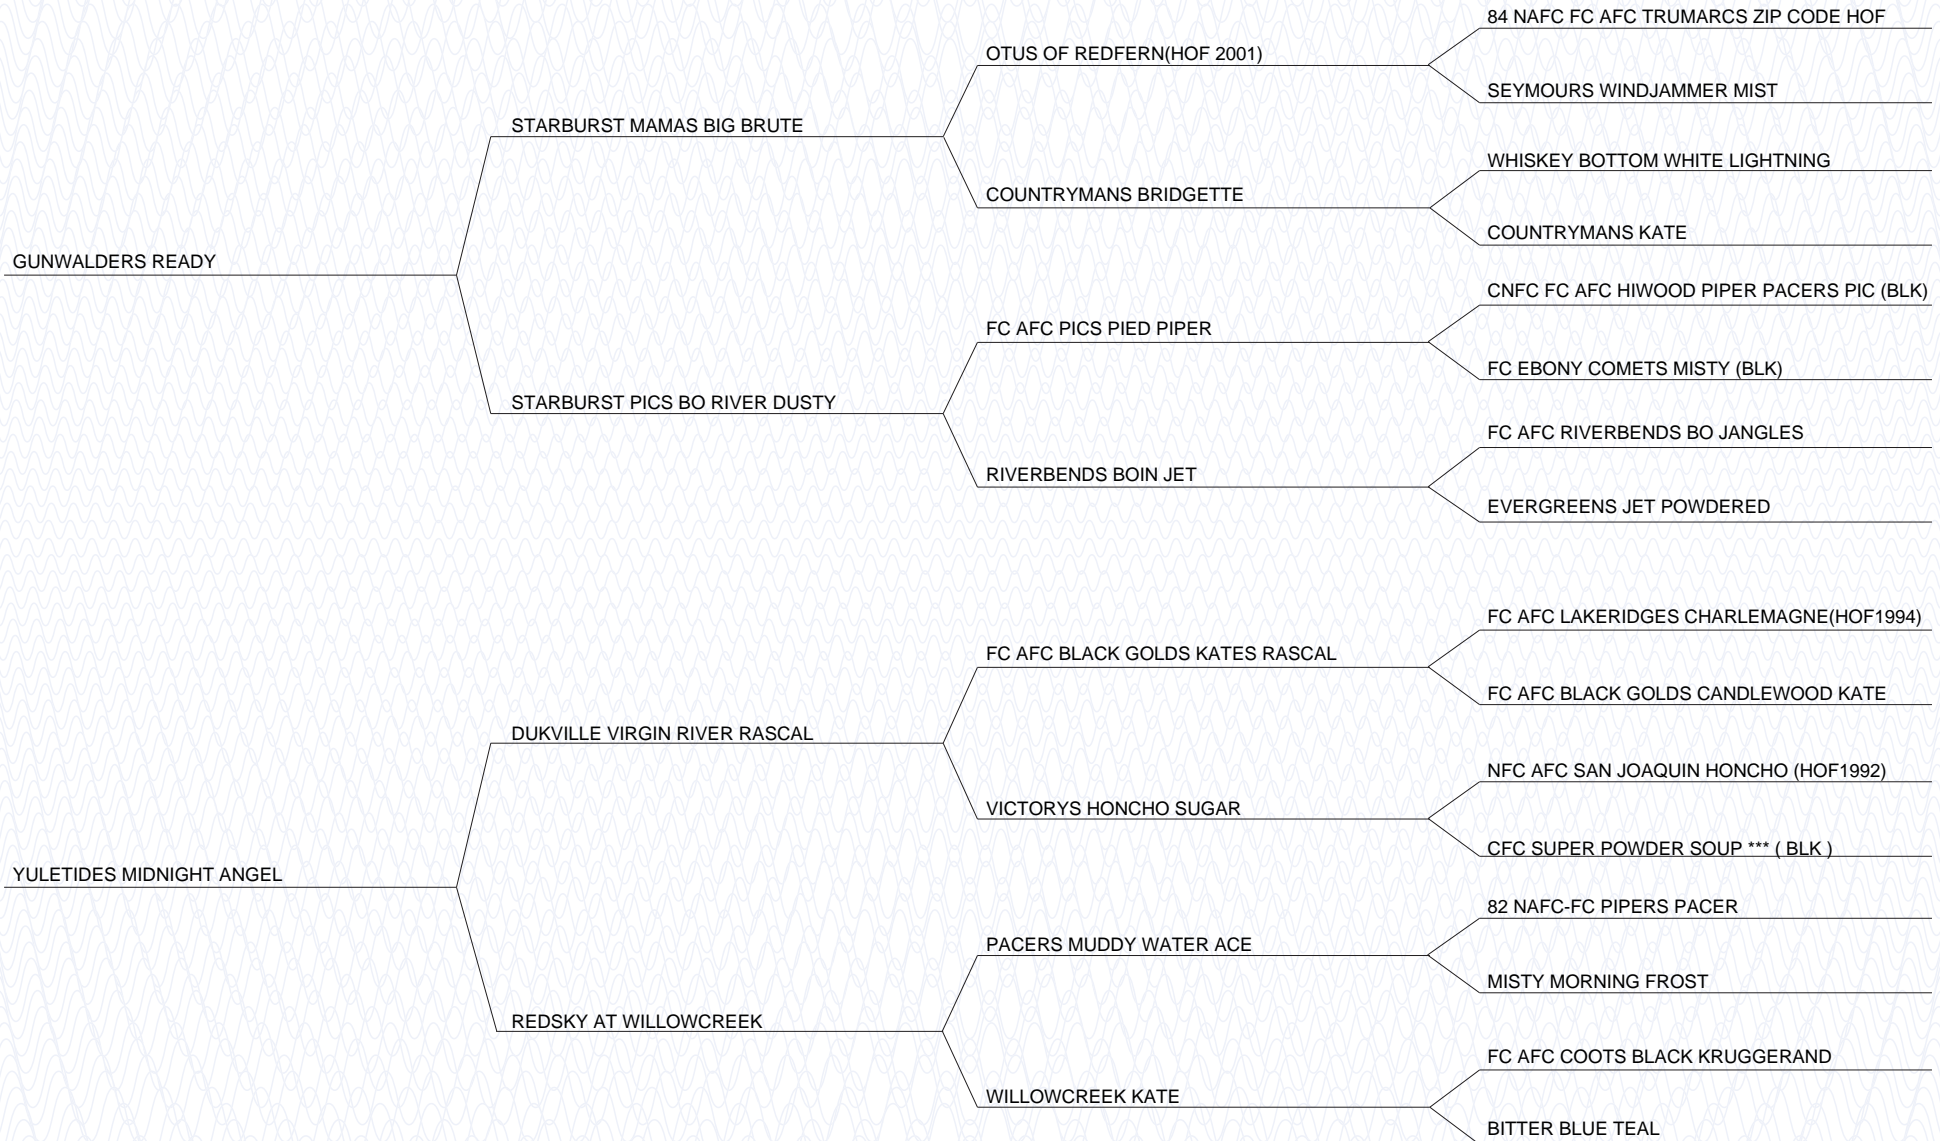 84 NAFC FC AFC TRUMARCS ZIP CODE HOF
OTUS OF REDFERN(HOF 2001)
SEYMOURS WINDJAMMER MIST
STARBURST MAMAS BIG BRUTE
WHISKEY BOTTOM WHITE LIGHTNING
COUNTRYMANS BRIDGETTE
COUNTRYMANS KATE
GUNWALDERS READY
CNFC FC AFC HIWOOD PIPER PACERS PIC (BLK)
FC AFC PICS PIED PIPER
FC EBONY COMETS MISTY (BLK)
STARBURST PICS BO RIVER DUSTY
FC AFC RIVERBENDS BO JANGLES
RIVERBENDS BOIN JET
EVERGREENS JET POWDERED
FC AFC LAKERIDGES CHARLEMAGNE(HOF1994)
FC AFC BLACK GOLDS KATES RASCAL
FC AFC BLACK GOLDS CANDLEWOOD KATE
DUKVILLE VIRGIN RIVER RASCAL
NFC AFC SAN JOAQUIN HONCHO (HOF1992)
VICTORYS HONCHO SUGAR
CFC SUPER POWDER SOUP *** ( BLK )
YULETIDES MIDNIGHT ANGEL
82 NAFC-FC PIPERS PACER
PACERS MUDDY WATER ACE
MISTY MORNING FROST
REDSKY AT WILLOWCREEK
FC AFC COOTS BLACK KRUGGERAND
WILLOWCREEK KATE
BITTER BLUE TEAL